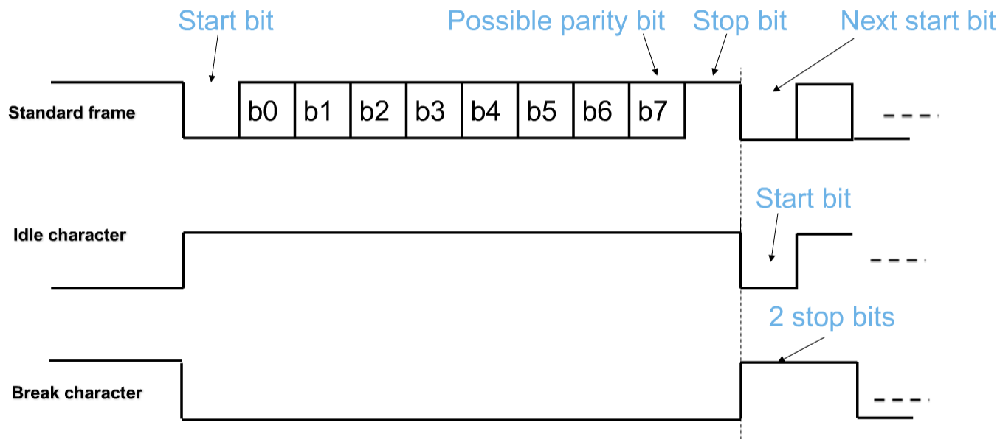 Start bit
Possible parity bit
Stop bit
Next start bit
Standard frame
b0 b1 b2 b3 b4 b5 b6 b7
Start bit
Idle character
2 stop bits
Break character